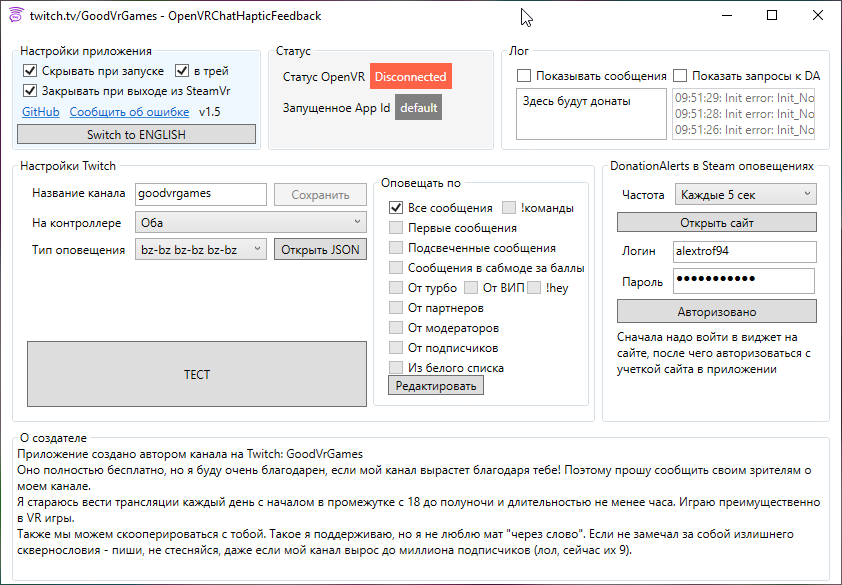 twitch.tv/GoodVrGames - OpenVRChatHapticFeedback
Настройки приложения
Скрывать при запуске
в трей
Закрывать при выходе из SteamVr
GitHub
Сообщить об ошибке
v1.5
Switch to ENGLISH
Статус
Статус OpenVR
Disconnected
Запущенное App Id
default
Лог
Показывать сообщения
Показать запросы к DA
Здесь будут донаты
09:51:29: Init error: Init_No
09:51:28: Init error: Init_No
09:51:26: Init error: Init_No
Настройки Twitch
Название канала
goodvrgames
Сохранить
На контроллере
Оба
Тип оповещения
bz-bz bz-bz bz-bz
Открыть JSON
ТЕСТ
Оповещать по
Все сообщения
!команды
Первые сообщения
Подсвеченные сообщения
Сообщения в сабмоде за баллы
От турбо
От ВИП
!hey
От партнеров
От модераторов
От подписчиков
Из белого списка
Редактировать
DonationAlerts в Steam оповещениях
Частота
Каждые 5 сек
Открыть сайт
Логин
alextrof94
Пароль
●●●●●●●●●●●
Авторизовано
Сначала надо войти в виджет на
сайте, после чего авторизоваться с
учеткой сайта в приложении
О создателе
Приложение создано автором канала на Twitch: GoodVrGames
Оно полностью бесплатно, но я буду очень благодарен, если мой канал вырастет благодаря тебе! Поэтому прошу сообщить своим зрителям о
моем канале.
Я стараюсь вести трансляции каждый день с началом в промежутке с 18 до полуночи и длительностью не менее часа. Играю преимущественно
в VR игры.
Также мы можем скооперироваться с тобой. Такое я поддерживаю, но я не люблю мат "через слово". Если не замечал за собой излишнего
сквернословия - пиши, не стесняйся, даже если мой канал вырос до миллиона подписчиков (лол, сейчас их 9).